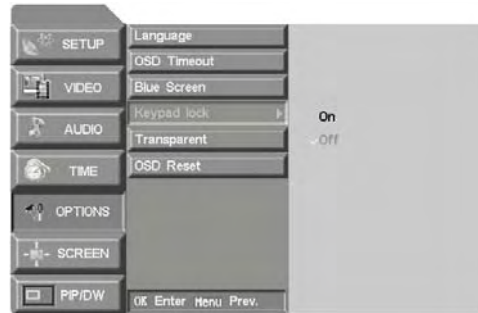 SETUP
VIDEO
AUDIO
TIME
OPTIONS
SCREEN
PIP/DW
Language
OSD Timeout
Blue Screen
Keypad lock
Transparent
OSD Reset
OK Enter Menu Prev.
On
Off